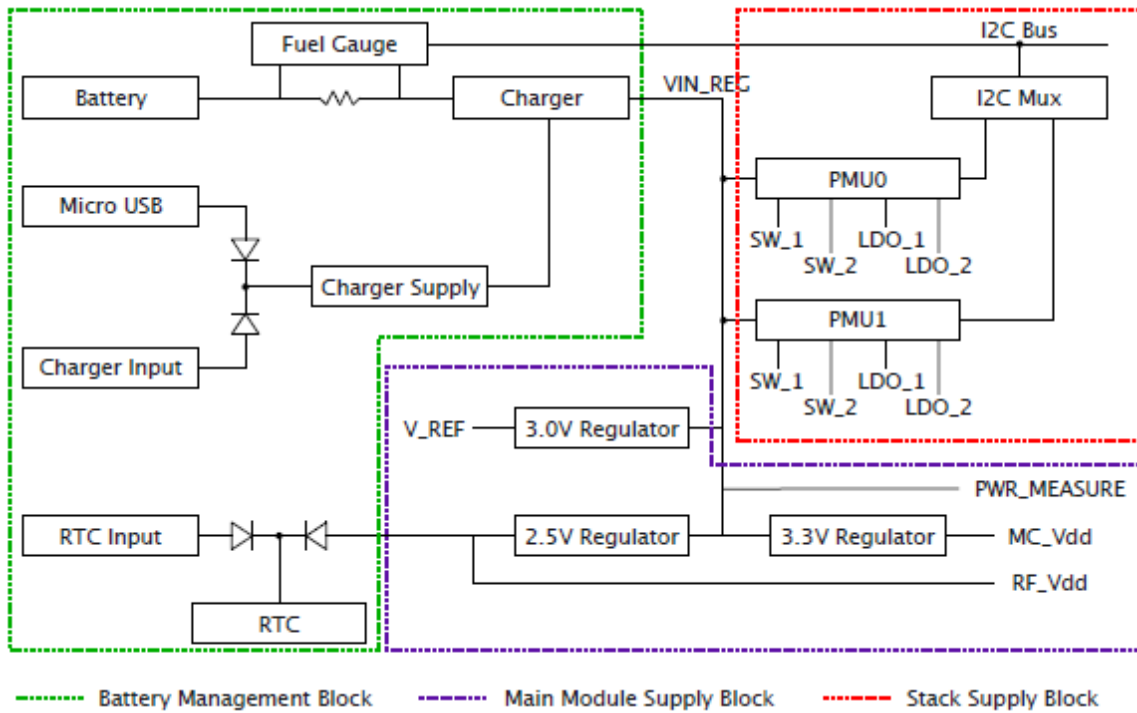 I2C Bus
Fuel Gauge
Battery
Charger
VIN_REG
I2C Mux
PMU0
Micro USB
SW_1
LDO_1
SW_2
LDO_2
Charger Supply
PMU1
Charger Input
SW_1
LDO_1
SW_2
LDO_2
V_REF
3.0V Regulator
PWR_MEASURE
RTC Input
2.5V Regulator
3.3V Regulator
MC_Vdd
RF_Vdd
RTC
Battery Management Block
Main Module Supply Block
Stack Supply Block